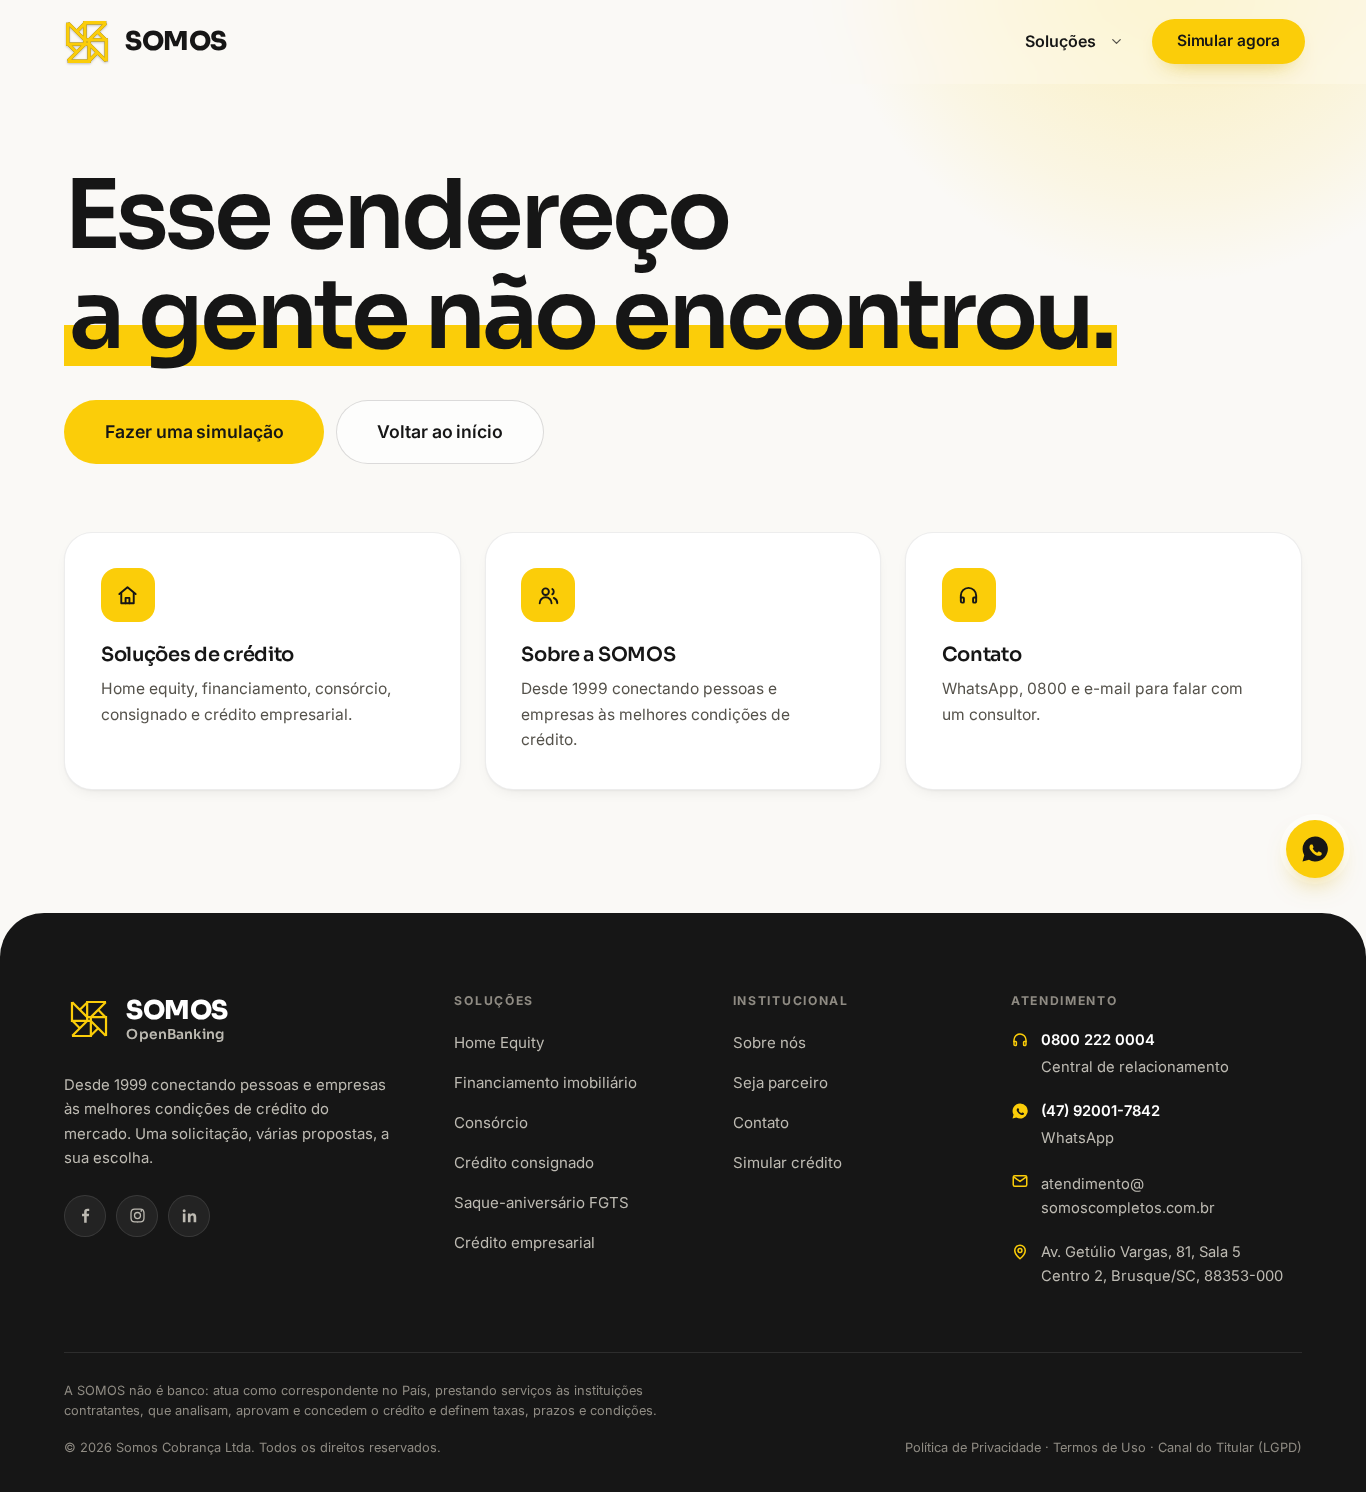 SOMOS
Soluções
Simular agora
Esse endereço
a gente não encontrou.
Fazer uma simulação
Voltar ao início
Soluções de crédito
Home equity, financiamento, consórcio,
consignado e crédito empresarial.
Sobre a SOMOS
Desde 1999 conectando pessoas e
empresas às melhores condições de
crédito.
Contato
WhatsApp, 0800 e e-mail para falar com
um consultor.
SOMOS
OpenBanking
Desde 1999 conectando pessoas e empresas
às melhores condições de crédito do
mercado. Uma solicitação, várias propostas, a
sua escolha.
SOLUÇÕES
Home Equity
Financiamento imobiliário
Consórcio
Crédito consignado
Saque-aniversário FGTS
Crédito empresarial
INSTITUCIONAL
Sobre nós
Seja parceiro
Contato
Simular crédito
ATENDIMENTO
0800 222 0004
Central de relacionamento
(47) 92001-7842
WhatsApp
atendimento@
somoscompletos.com.br
Av. Getúlio Vargas, 81, Sala 5
Centro 2, Brusque/SC, 88353-000
A SOMOS não é banco: atua como correspondente no País, prestando serviços às instituições
contratantes, que analisam, aprovam e concedem o crédito e definem taxas, prazos e condições.
© 2026 Somos Cobrança Ltda. Todos os direitos reservados.
Política de Privacidade · Termos de Uso · Canal do Titular (LGPD)